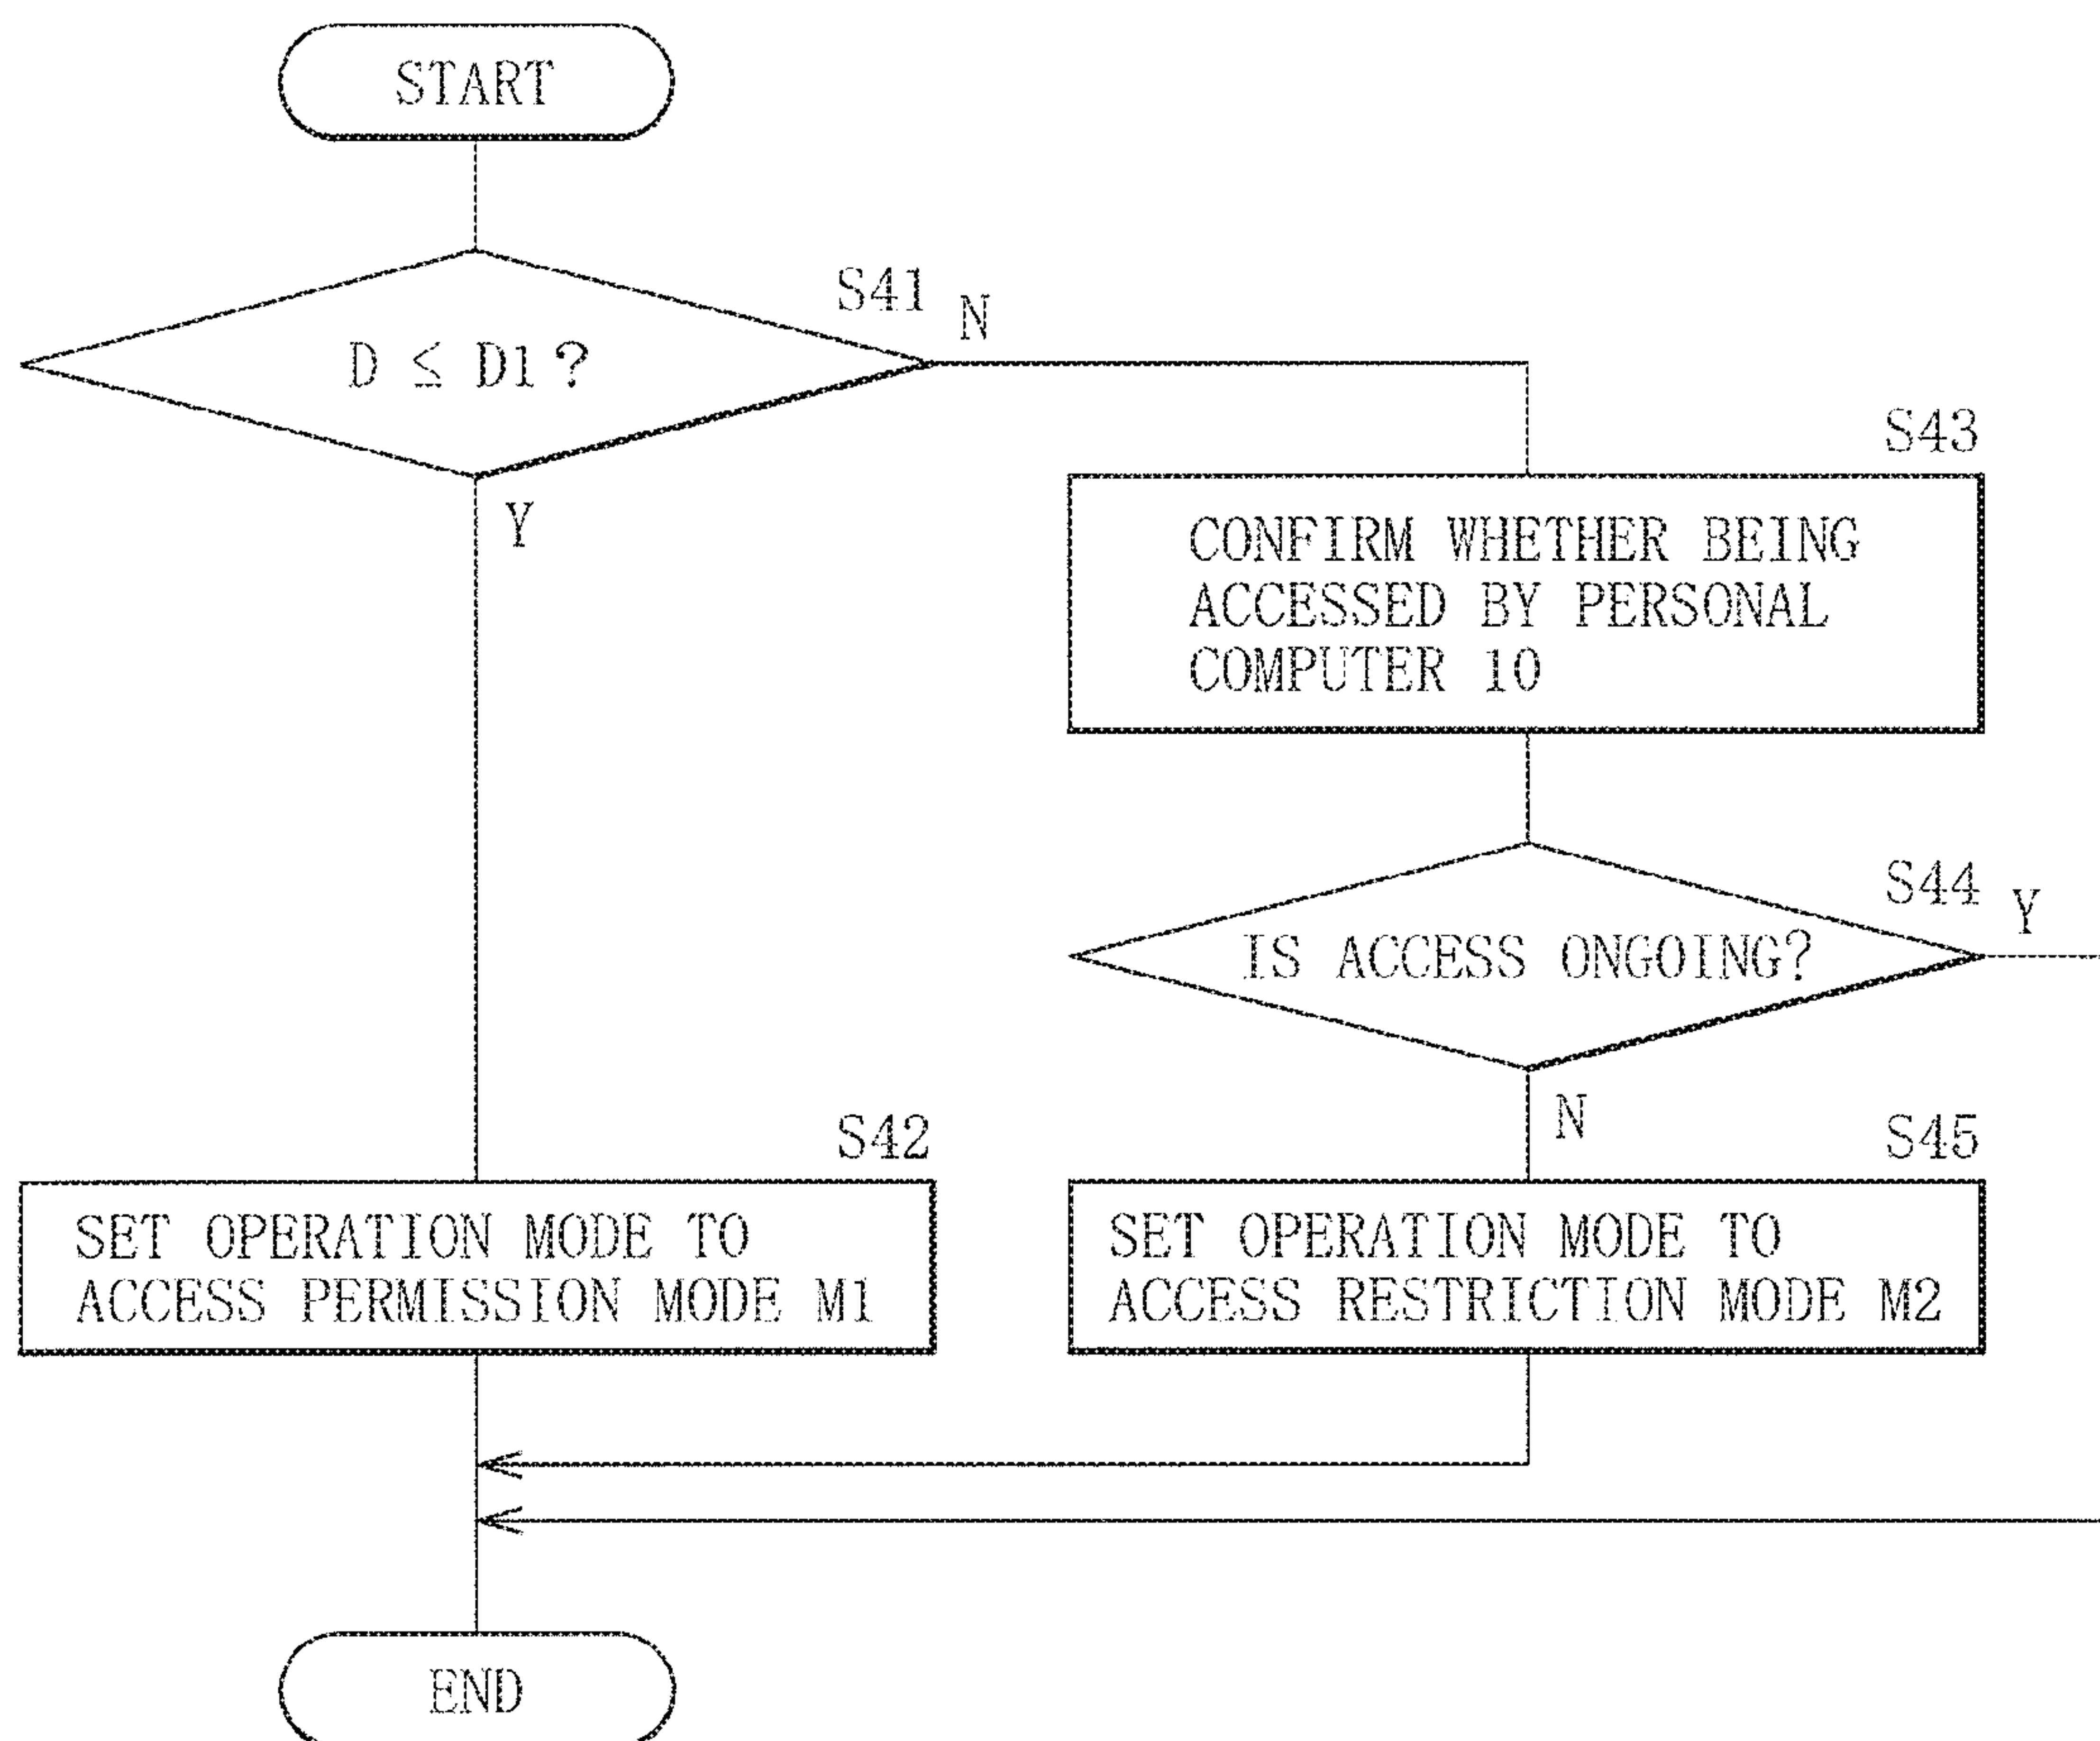 START
S41
N
D ≤ D1?
Y
S43
CONFIRM WHETHER BEING
ACCESSED BY PERSONAL
COMPUTER 10
S44
Y
IS ACCESS ONGOING?
N
S42
SET OPERATION MODE TO
ACCESS PERMISSION MODE M1
S45
SET OPERATION MODE TO
ACCESS RESTRICTION MODE M2
END